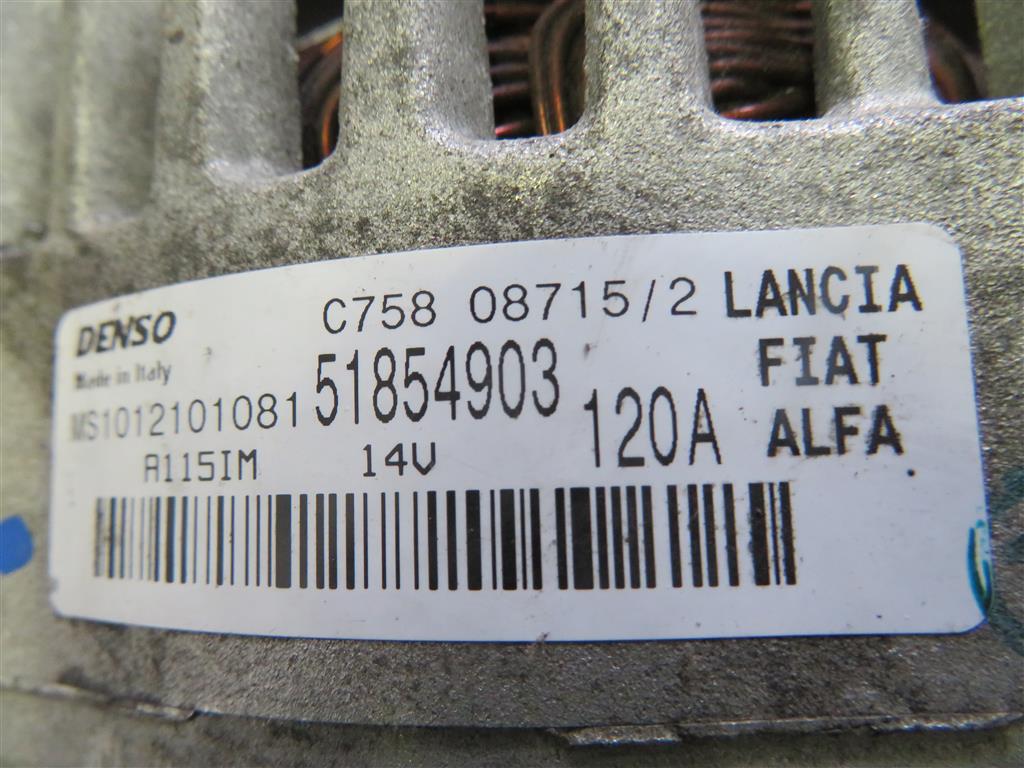 DENSO
Made in Italy
C758 08715/2
51854903
MS1012101081
120A
A115IM 14V
LANCIA
FIAT
ALFA